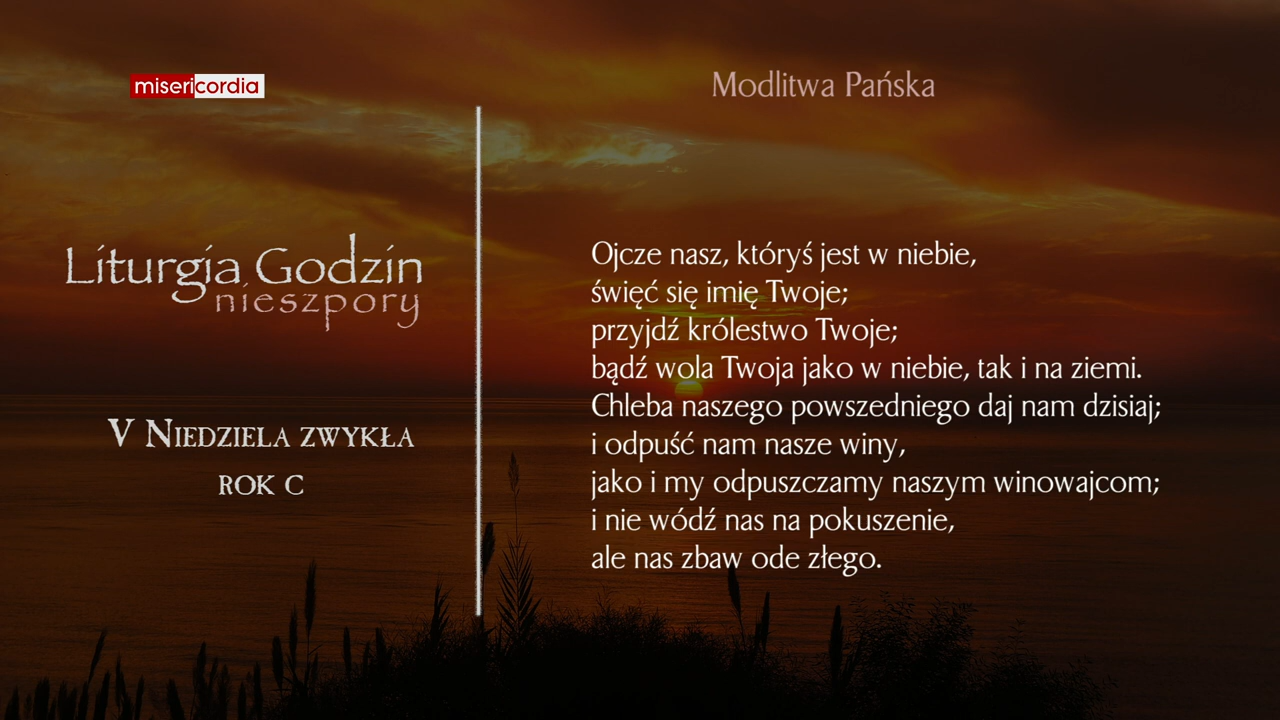 misericordia
Liturgia Godzin
nieszpory
V Niedziela zwykła
rok C
Modlitwa Pańska
Ojcze nasz, któryś jest w niebie,
święć się imię Twoje;
przyjdź królestwo Twoje;
bądź wola Twoja jako w niebie, tak i na ziemi.
Chleba naszego powszedniego daj nam dzisiaj;
i odpuść nam nasze winy,
jako i my odpuszczamy naszym winowajcom;
i nie wódź nas na pokuszenie,
ale nas zbaw ode złego.